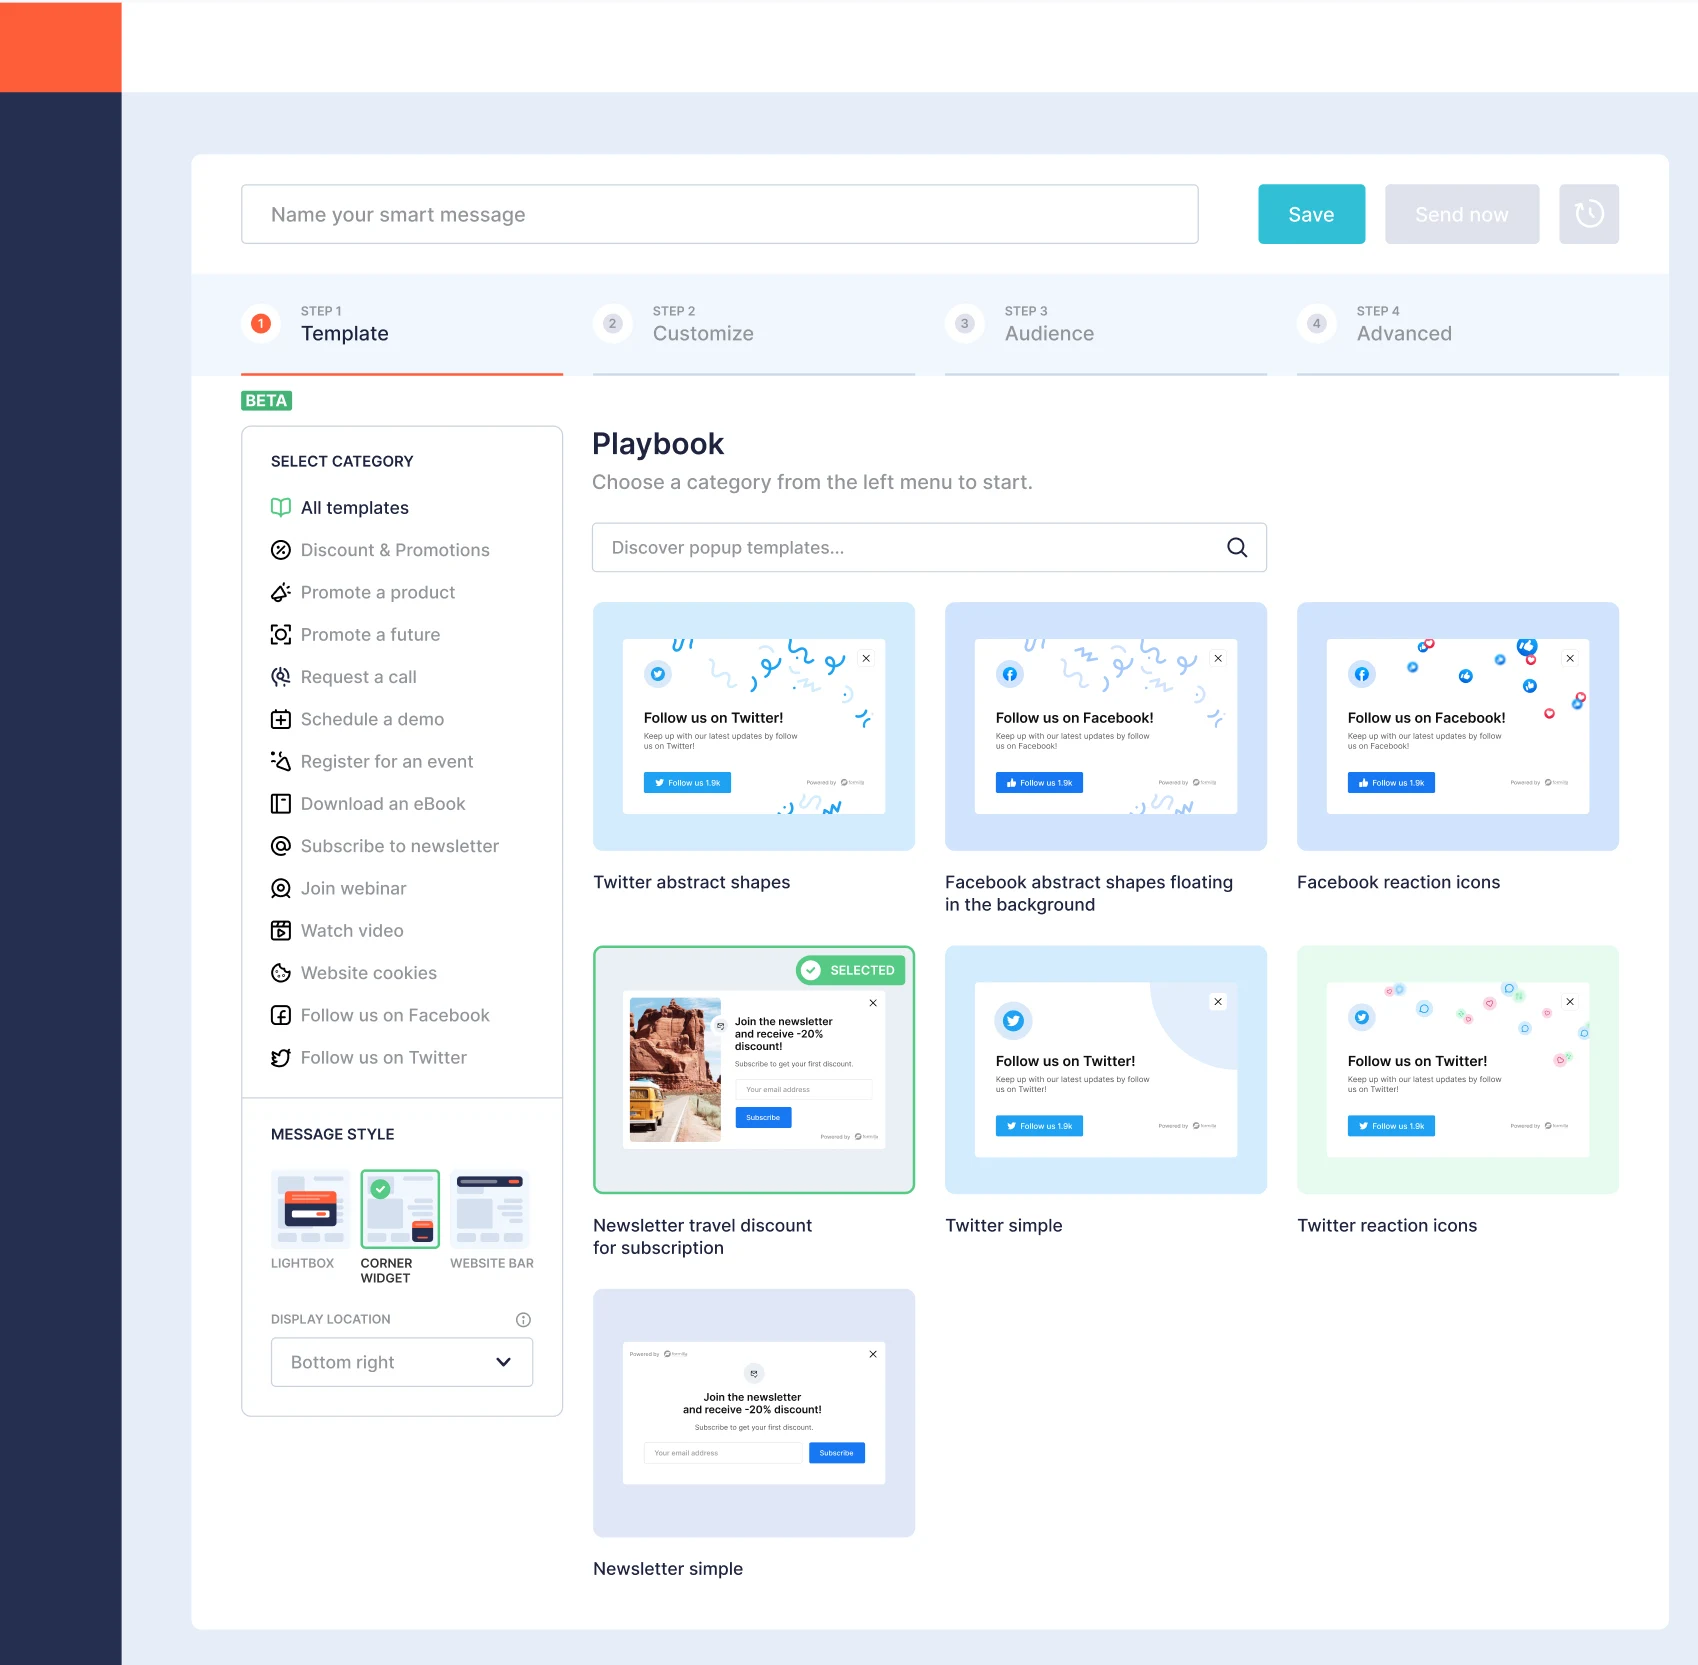 Name your smart message
Save
Send now
1
STEP 1
Template
2
STEP 2
Customize
3
STEP 3
Audience
4
STEP 4
Advanced
BETA
SELECT CATEGORY
All templates
Discount & Promotions
Promote a product
Promote a future
Request a call
Schedule a demo
Register for an event
Download an eBook
Subscribe to newsletter
Join webinar
Watch video
Website cookies
Follow us on Facebook
Follow us on Twitter
MESSAGE STYLE
LIGHTBOX
CORNER
WIDGET
WEBSITE BAR
DISPLAY LOCATION
Bottom right
Playbook
Choose a category from the left menu to start.
Discover popup templates...
Follow us on Twitter!
Keep up with our latest updates by follow
us on Twitter!
Follow us 1.9k
Powered by
Twitter abstract shapes
Follow us on Facebook!
Keep up with our latest updates by follow
us on Facebook!
Follow us 1.9k
Powered by
Facebook abstract shapes floating
in the background
Follow us on Facebook!
Keep up with our latest updates by follow
us on Facebook!
Follow us 1.9k
Powered by
Facebook reaction icons
SELECTED
Join the newsletter
and receive -20%
discount!
Subscribe to get your first discount.
Your email address
Subscribe
Powered by
Newsletter travel discount
for subscription
Follow us on Twitter!
Keep up with our latest updates by follow
us on Twitter!
Follow us 1.9k
Powered by
Twitter simple
Follow us on Twitter!
Keep up with our latest updates by follow
us on Twitter!
Follow us 1.9k
Powered by
Twitter reaction icons
Powered by
Join the newsletter
and receive -20% discount!
Subscribe to get your first discount.
Your email address
Subscribe
Newsletter simple